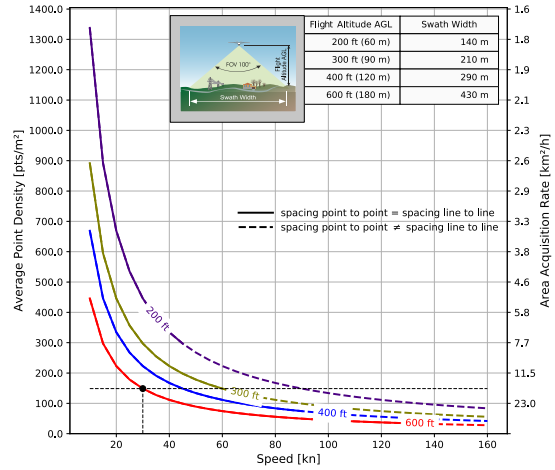 Average Point Density [pts/m²]
1400.0
1300.0
1200.0
1100.0
1000.0
900.0
800.0
700.0
600.0
500.0
400.0
300.0
200.0
100.0
0.0
FOV 100°
Flight Altitude AGL
Swath Width
Flight Altitude AGL Swath Width
200 ft (60 m) 140 m
300 ft (90 m) 210 m
400 ft (120 m) 290 m
600 ft (180 m) 430 m
spacing point to point = spacing line to line
spacing point to point ≠ spacing line to line
200 ft
300 ft
400 ft
600 ft
1.6
1.8
1.9
2.1
2.3
2.6
2.9
3.3
3.8
4.6
5.8
7.7
11.5
23.0
Area Acquisition Rate [km²/h]
20 40 60 80 100 120 140 160
Speed [kn]